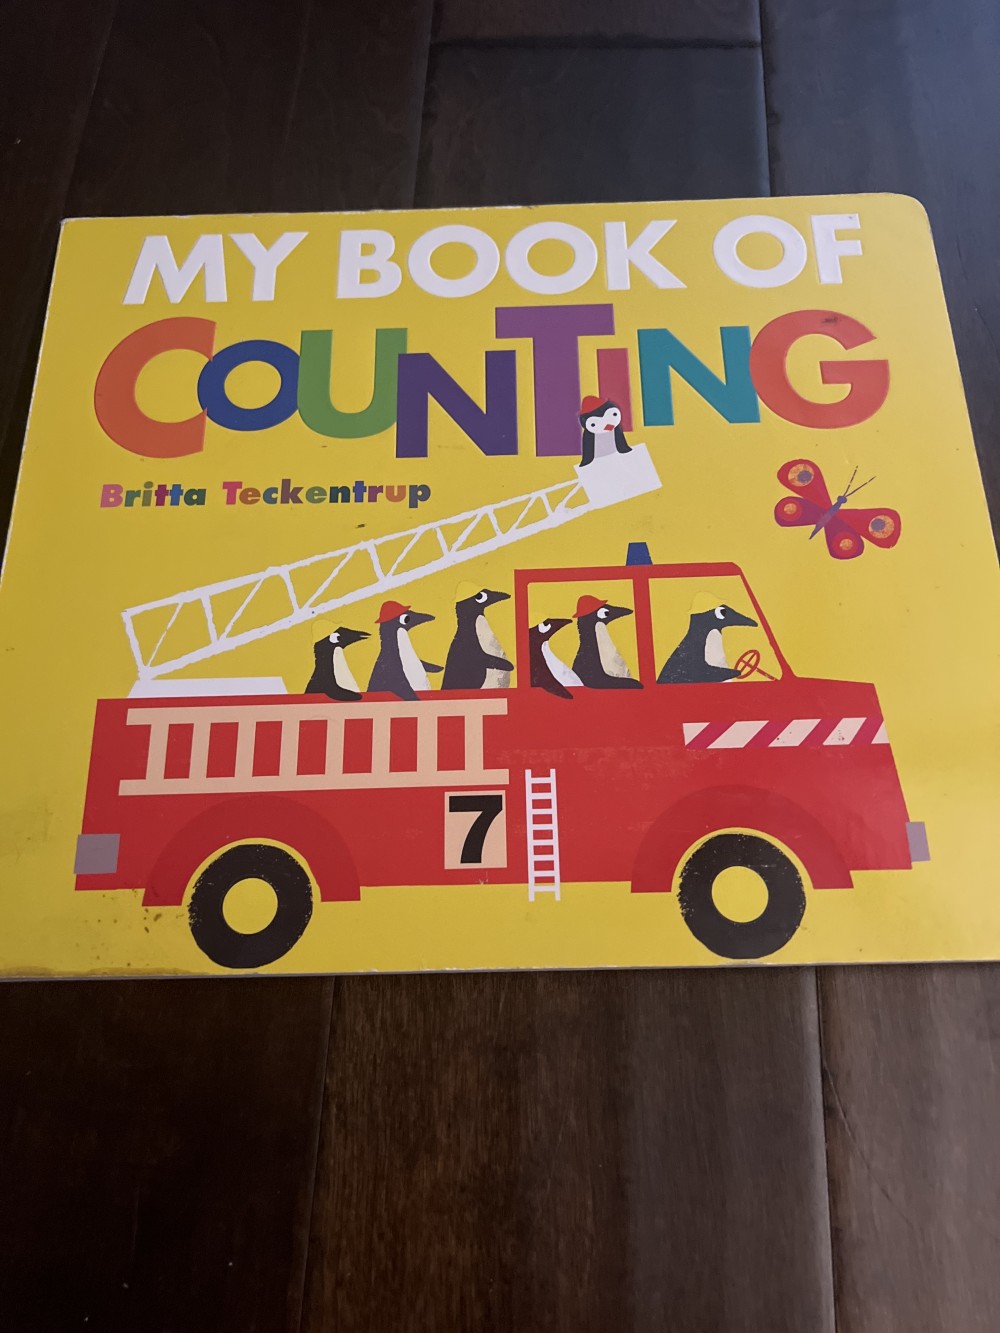 MY BOOK OF
COUNTING
Britta Teckentrup
7